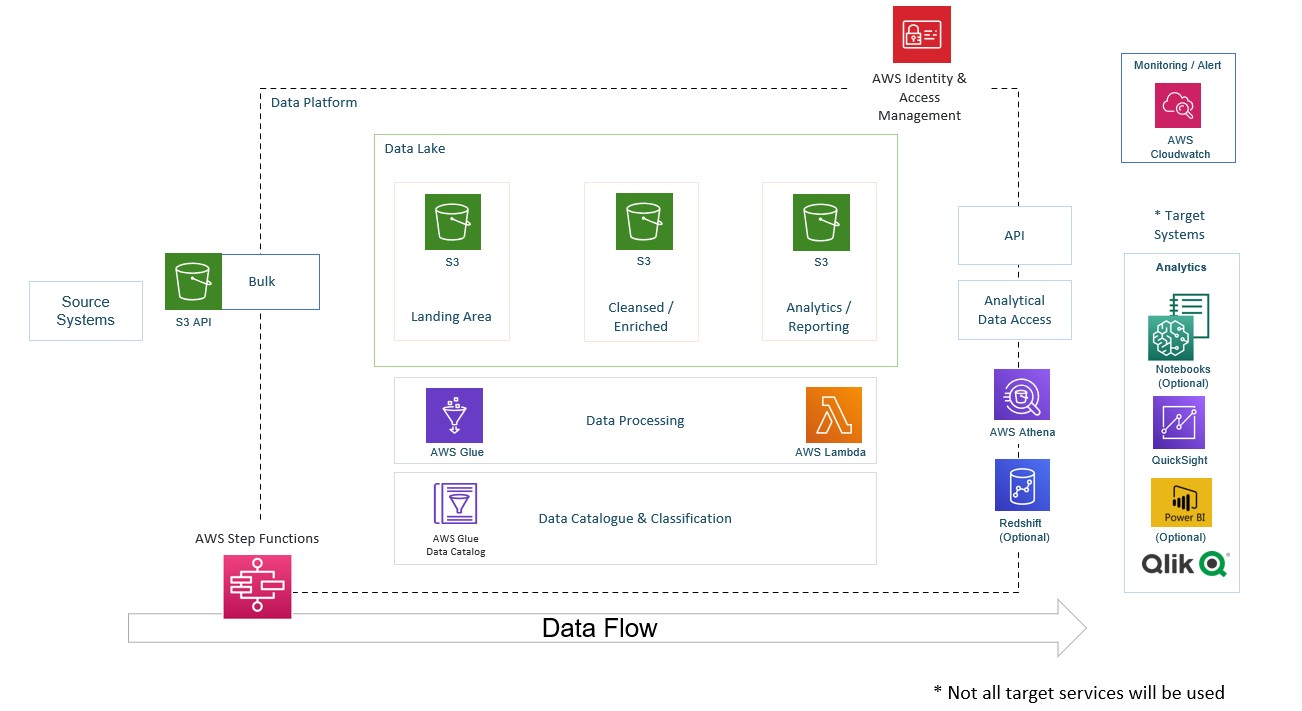 AWS Identity &
Access
Management
Monitoring / Alert
AWS
Cloudwatch
Data Platform
Data Lake
S3
Landing Area
S3
Cleansed /
Enriched
S3
Analytics /
Reporting
Source
Systems
S3 API
Bulk
API
Analytical
Data Access
* Target
Systems
Analytics
Notebooks
(Optional)
QuickSight
Power BI
(Optional)
Qlik
AWS Glue
Data Processing
AWS Lambda
AWS Athena
AWS Glue
Data Catalog
Data Catalogue & Classification
Redshift
(Optional)
AWS Step Functions
Data Flow
* Not all target services will be used